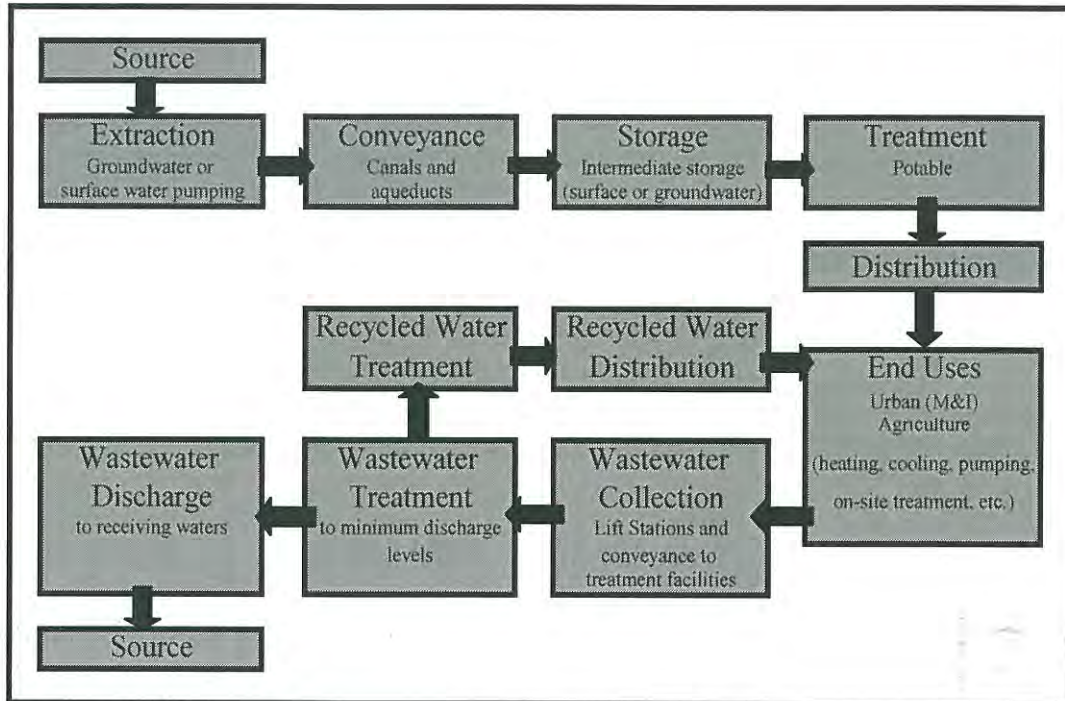 Source
Extraction
Groundwater or
surface water pumping
Conveyance
Canals and
aqueducts
Storage
Intermediate storage
(surface or groundwater)
Treatment
Potable
Distribution
Recycled Water
Treatment
Recycled Water
Distribution
End Uses
Urban (M&I)
Agriculture
(heating, cooling, pumping,
on-site treatment, etc.)
Wastewater
Collection
Lift Stations and
conveyance to
treatment facilities
Wastewater
Treatment
to minimum discharge
levels
Wastewater
Discharge
to receiving waters
Source